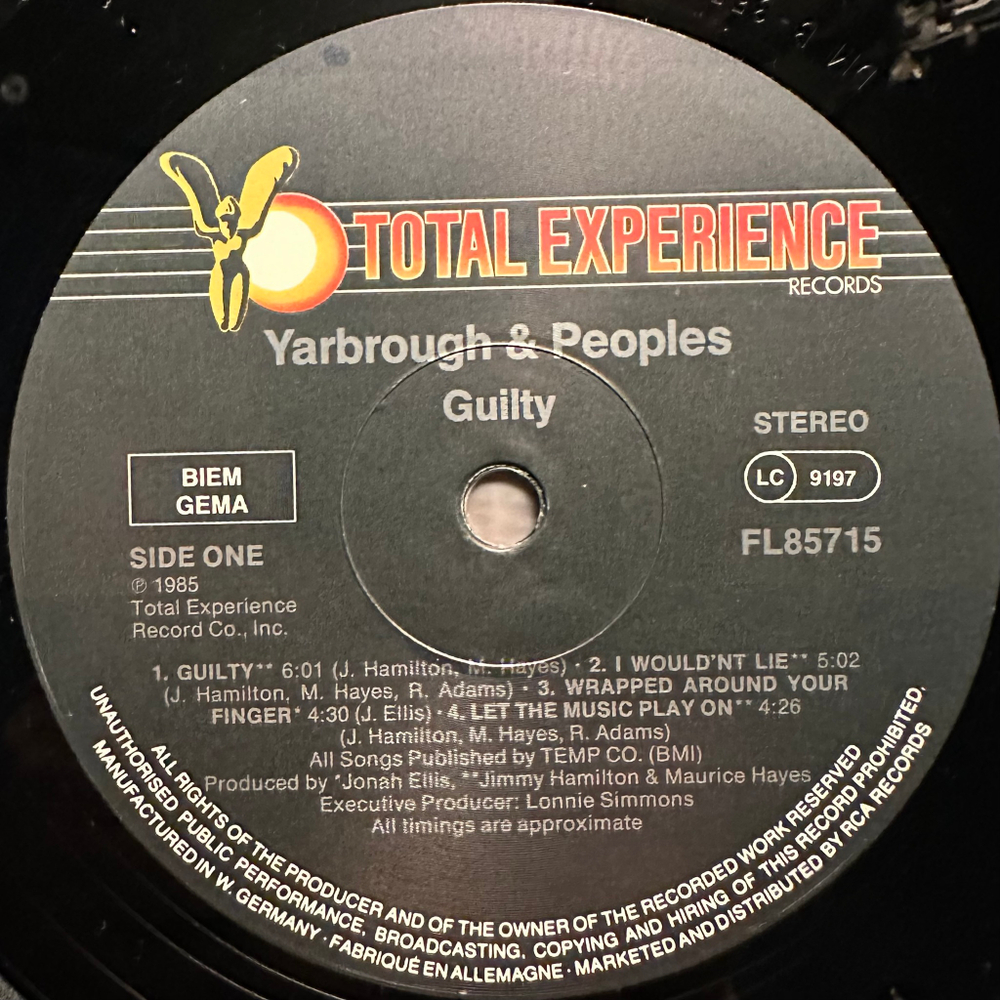 TOTAL EXPERIENCE
RECORDS
Yarbrough & Peoples
Guilty
STEREO
BIEM
GEMA
LC 9197
SIDE ONE
FL85715
℗ 1985
Total Experience
Record Co., Inc.
1. GUILTY** 6:01 (J. Hamilton, M. Hayes) · 2. I WOULD'NT LIE** 5:02
(J. Hamilton, M. Hayes, R. Adams) · 3. WRAPPED AROUND YOUR
FINGER* 4:30 (J. Ellis) · 4. LET THE MUSIC PLAY ON** 4:26
(J. Hamilton, M. Hayes, R. Adams)
All Songs Published by TEMP CO. (BMI)
Produced by *Jonah Ellis, **Jimmy Hamilton & Maurice Hayes
Executive Producer: Lonnie Simmons
All timings are approximate
ALL RIGHTS OF THE PRODUCER AND OF THE OWNER OF THE RECORDED WORK RESERVED
UNAUTHORISED PUBLIC PERFORMANCE, BROADCASTING, COPYING AND HIRING OF THIS RECORD PROHIBITED.
MANUFACTURED IN W. GERMANY · FABRIQUÉ EN ALLEMAGNE · MARKETED AND DISTRIBUTED BY RCA RECORDS